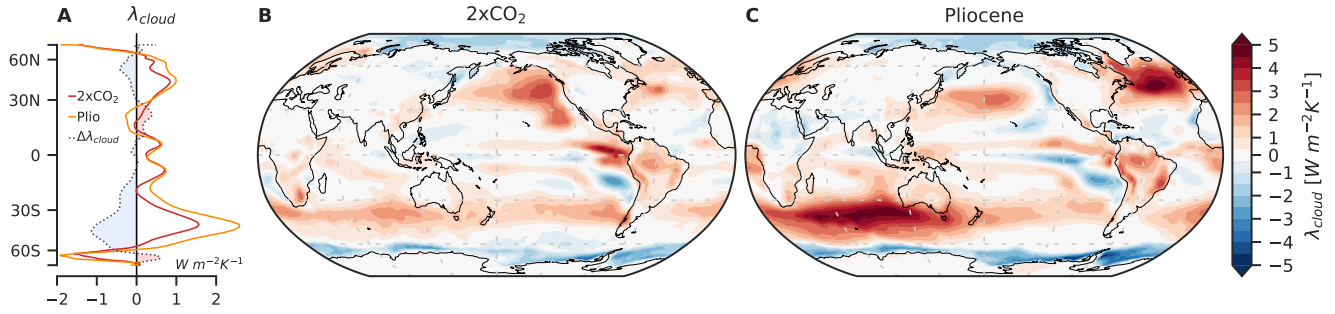 A λcloud B 2xCO2 C Pliocene
60N
30N
0
30S
60S
2xCO2
Plio
Δλcloud
W m−2K−1
−2 −1 0 1 2
5
4
3
2
1
0
−1
−2
−3
−4
−5
λcloud [W m−2K−1]